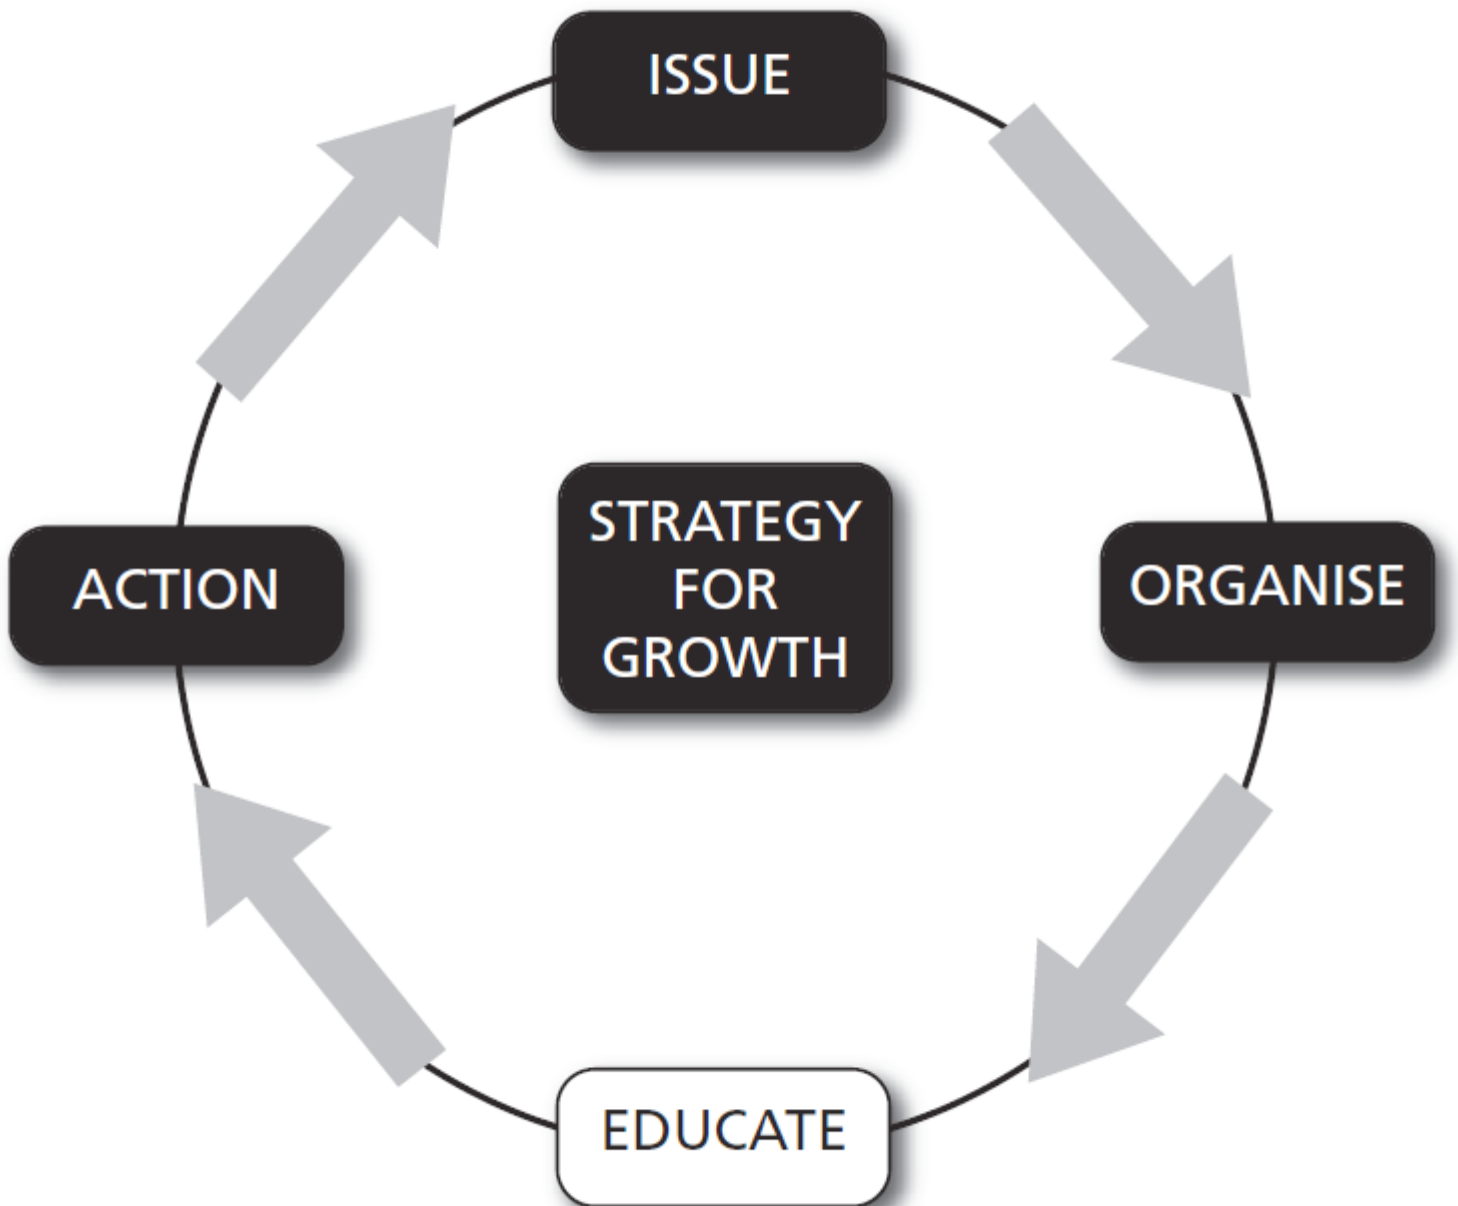 ISSUE
ACTION
STRATEGY
FOR
GROWTH
ORGANISE
EDUCATE